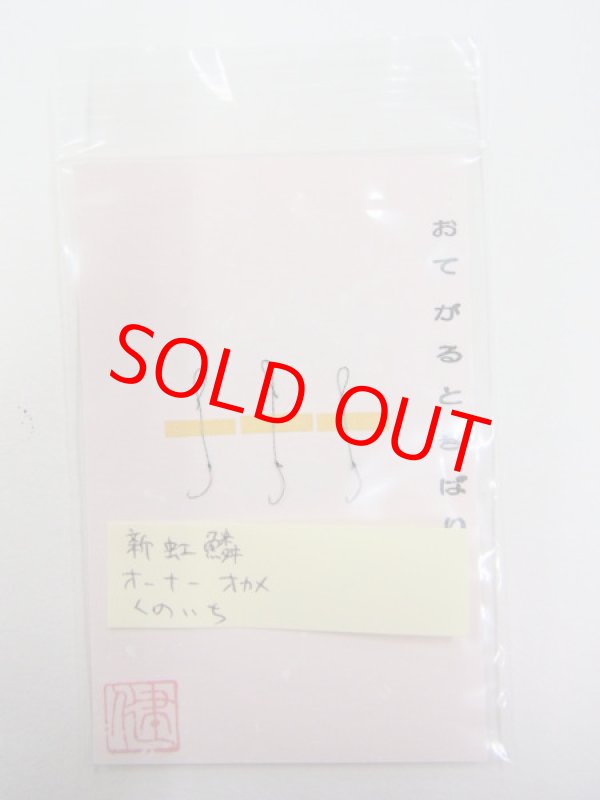 おてがるとさばい
SOLD OUT
新虹鱗
オーナー オカメ
くのいち
健